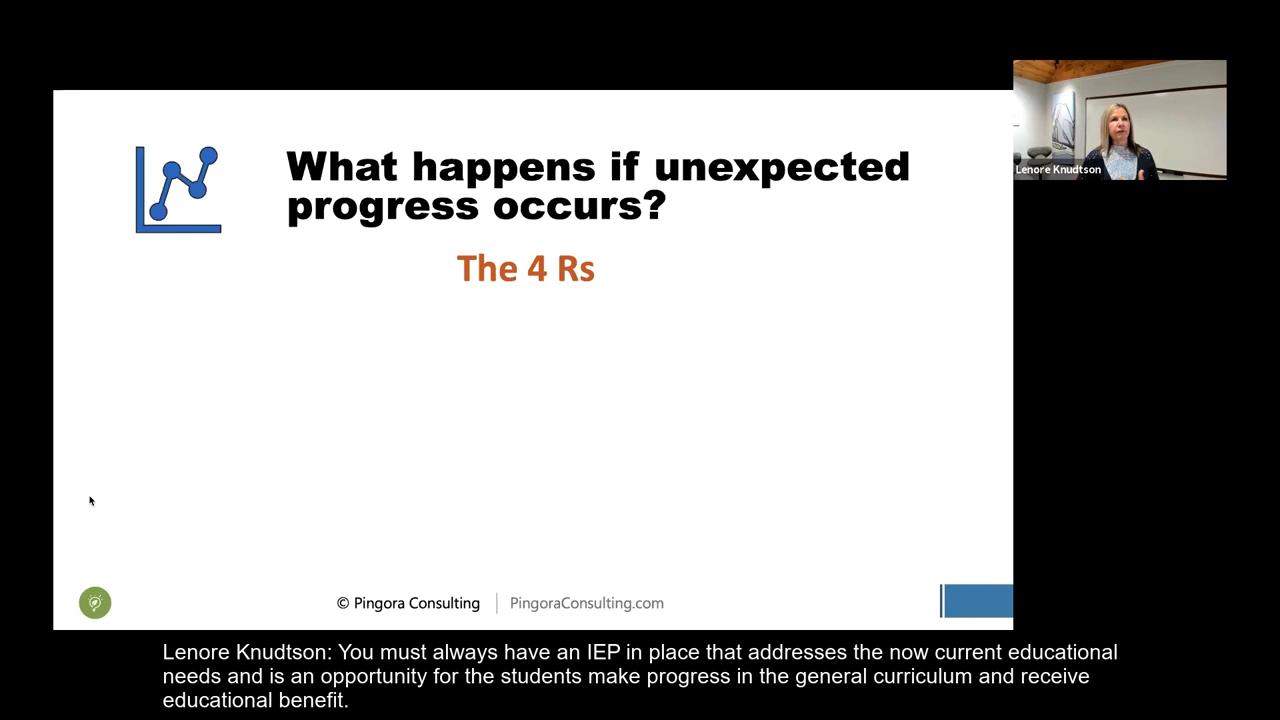 What happens if unexpected
progress occurs?
The 4 Rs
Lenore Knudtson
© Pingora Consulting
PingoraConsulting.com
Lenore Knudtson: You must always have an IEP in place that addresses the now current educational
needs and is an opportunity for the students make progress in the general curriculum and receive
educational benefit.